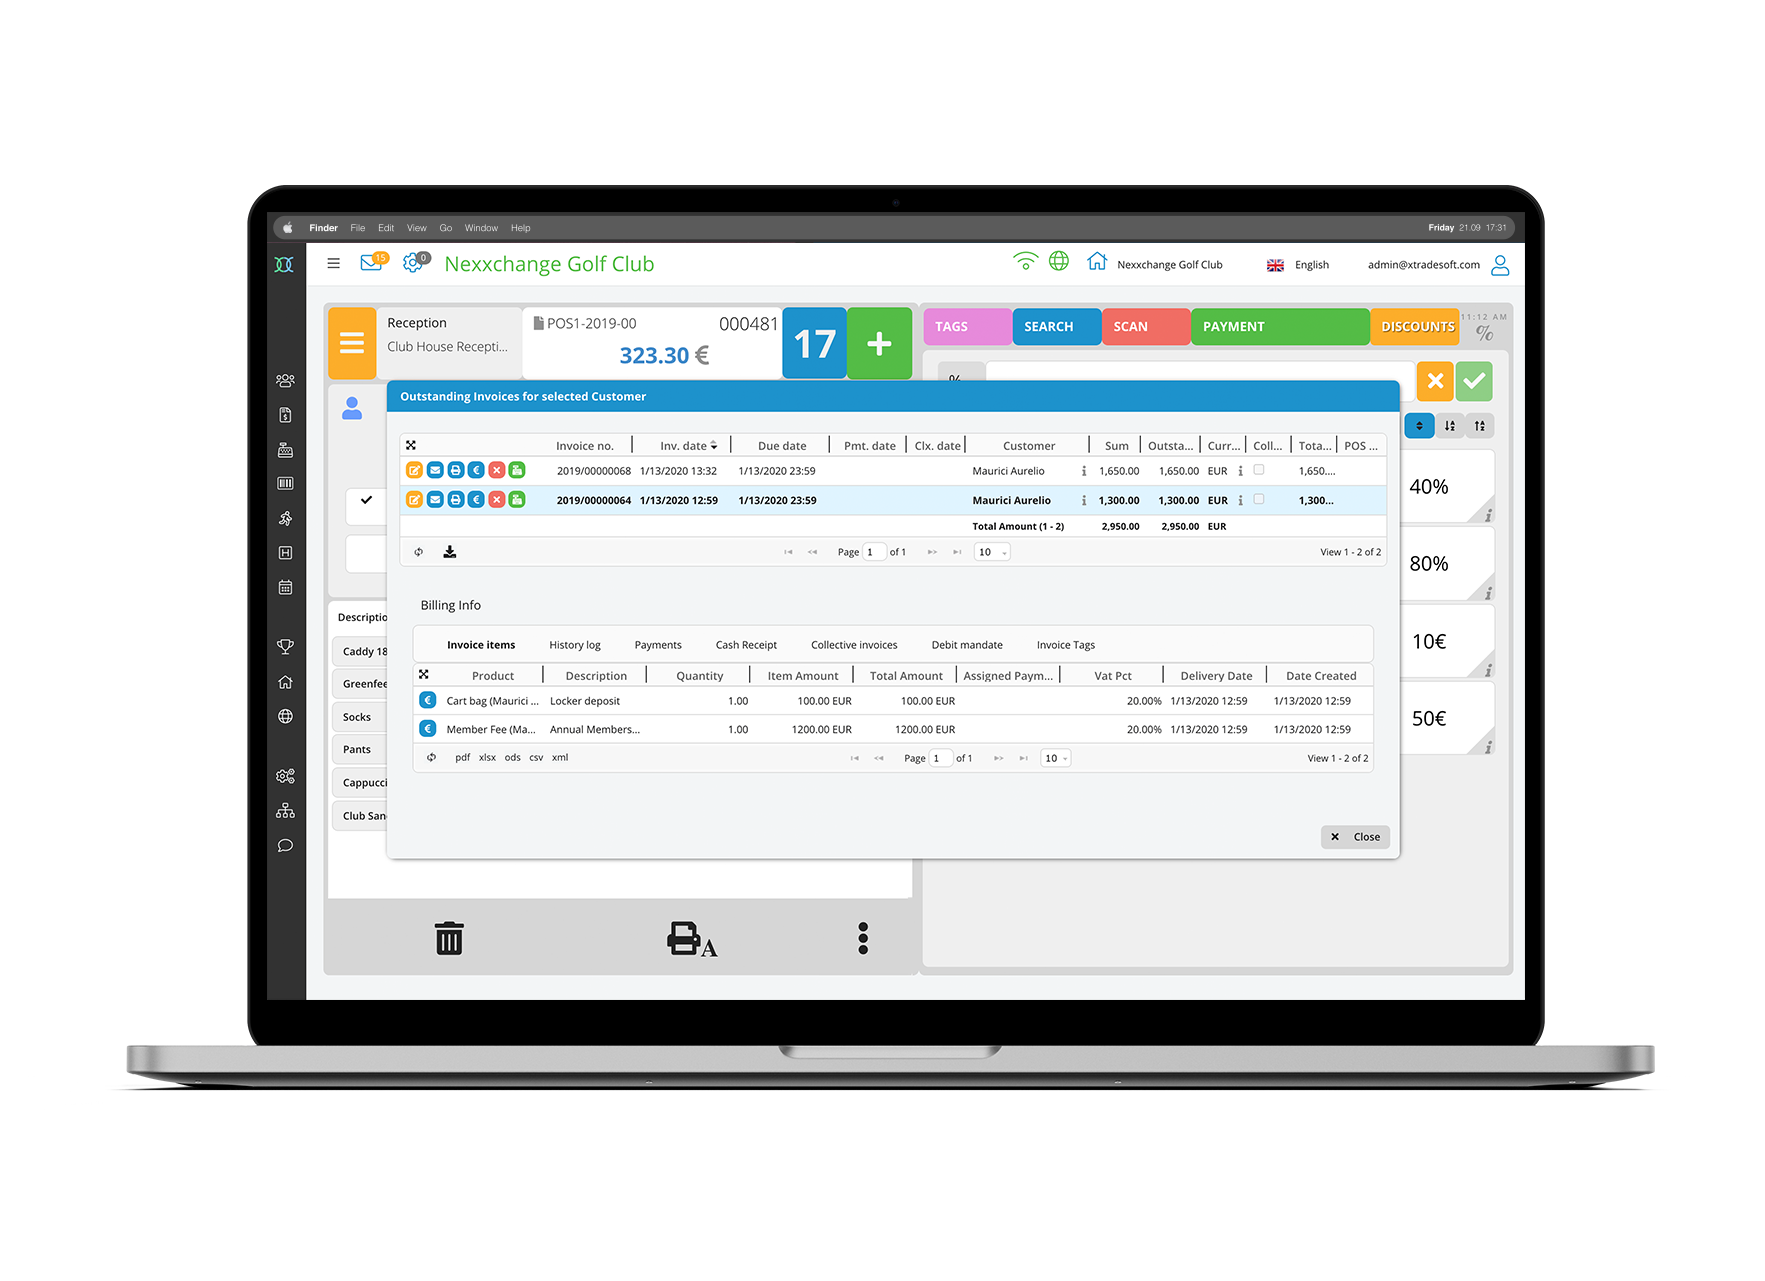 Finder File Edit View Go Window Help Friday 21.09 17:31
15 0 Nexxchange Golf Club Nexxchange Golf Club English admin@xtradesoft.com
Reception POS1-2019-00 000481 17 +
Club House Recepti... 323.30 €
TAGS SEARCH SCAN PAYMENT DISCOUNTS 11:12 AM
%
%
Outstanding Invoices for selected Customer
Invoice no. Inv. date Due date Pmt. date Clx. date Customer Sum Outsta... Curr... Coll... Tota... POS ...
2019/00000068 1/13/2020 13:32 1/13/2020 23:59 Maurici Aurelio 1,650.00 1,650.00 EUR 1,650....
2019/00000064 1/13/2020 12:59 1/13/2020 23:59 Maurici Aurelio 1,300.00 1,300.00 EUR 1,300...
Total Amount (1 - 2) 2,950.00 2,950.00 EUR
Page 1 of 1 10 View 1 - 2 of 2
Billing Info
Invoice items History log Payments Cash Receipt Collective invoices Debit mandate Invoice Tags
Product Description Quantity Item Amount Total Amount Assigned Paym... Vat Pct Delivery Date Date Created
€ Cart bag (Maurici ... Locker deposit 1.00 100.00 EUR 100.00 EUR 20.00% 1/13/2020 12:59 1/13/2020 12:59
€ Member Fee (Ma... Annual Members... 1.00 1200.00 EUR 1200.00 EUR 20.00% 1/13/2020 12:59 1/13/2020 12:59
pdf xlsx ods csv xml Page 1 of 1 10 View 1 - 2 of 2
Close
Descriptio
Caddy 18
Greenfee
Socks
Pants
Cappucci
Club San
40%
80%
10€
50€
A